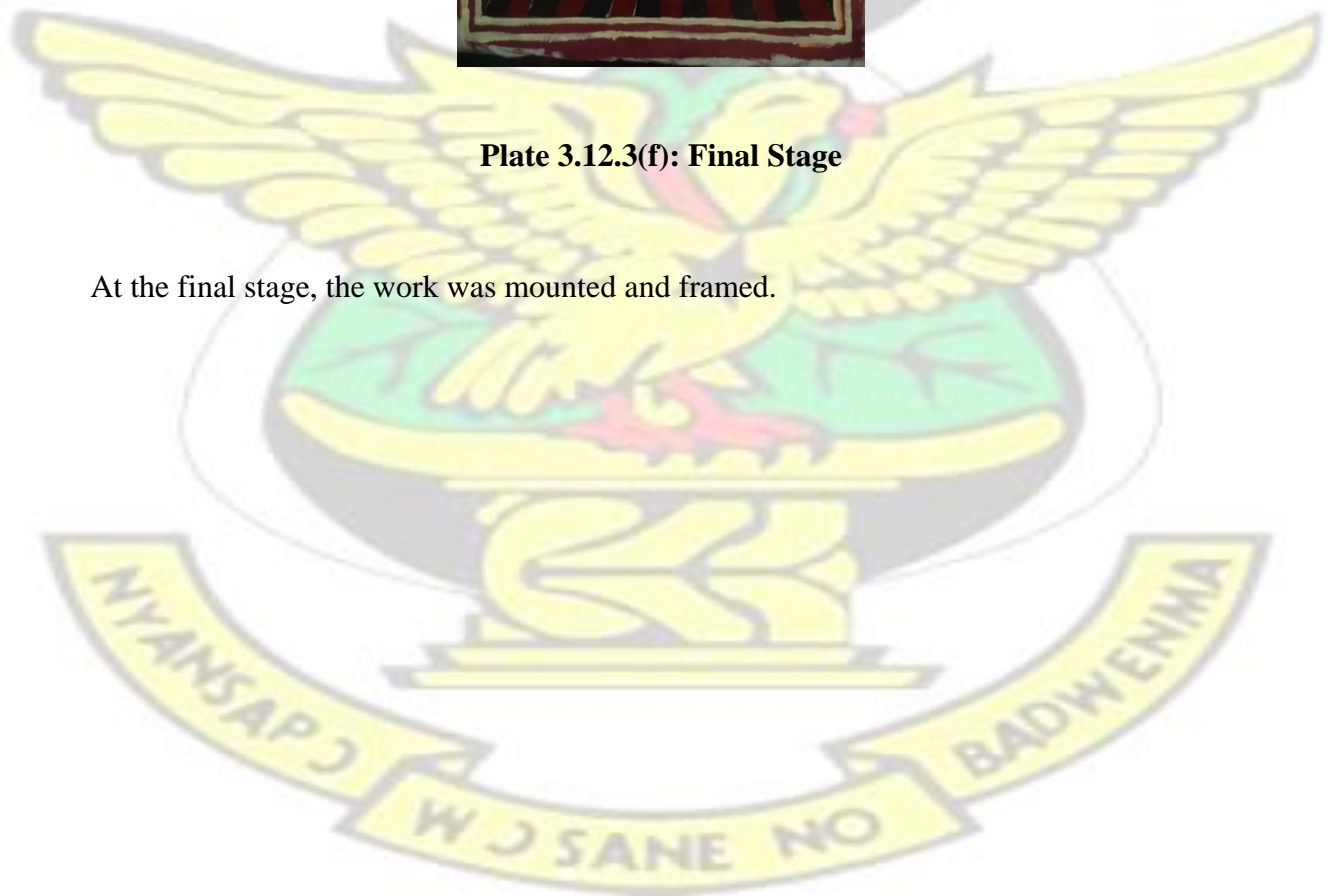 Plate 3.12.3(f): Final Stage
At the final stage, the work was mounted and framed.
NYANSAPƆ
WƆSANE NO
BADWENMA